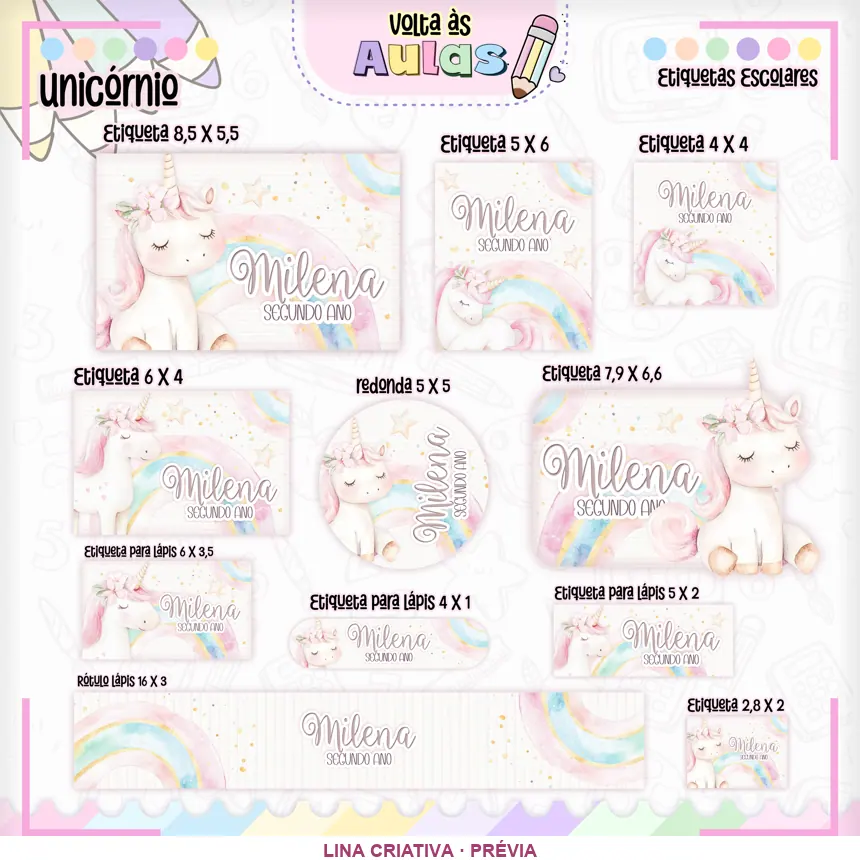 Volta às
Aulas
Unicórnio
Etiquetas Escolares
Etiqueta 8,5 X 5,5
Milena
SEGUNDO ANO
Etiqueta 5 X 6
Milena
SEGUNDO ANO
Etiqueta 4 X 4
Milena
SEGUNDO ANO
Etiqueta 6 X 4
Milena
SEGUNDO ANO
redonda 5 X 5
Milena
SEGUNDO ANO
Etiqueta 7,9 X 6,6
Milena
SEGUNDO ANO
Etiqueta para Lápis 6 X 3,5
Milena
SEGUNDO ANO
Etiqueta para Lápis 4 X 1
Milena
SEGUNDO ANO
Etiqueta para Lápis 5 X 2
Milena
SEGUNDO ANO
Rótulo Lápis 16 X 3
Milena
SEGUNDO ANO
Etiqueta 2,8 X 2
Milena
SEGUNDO ANO
LINA CRIATIVA · PRÉVIA